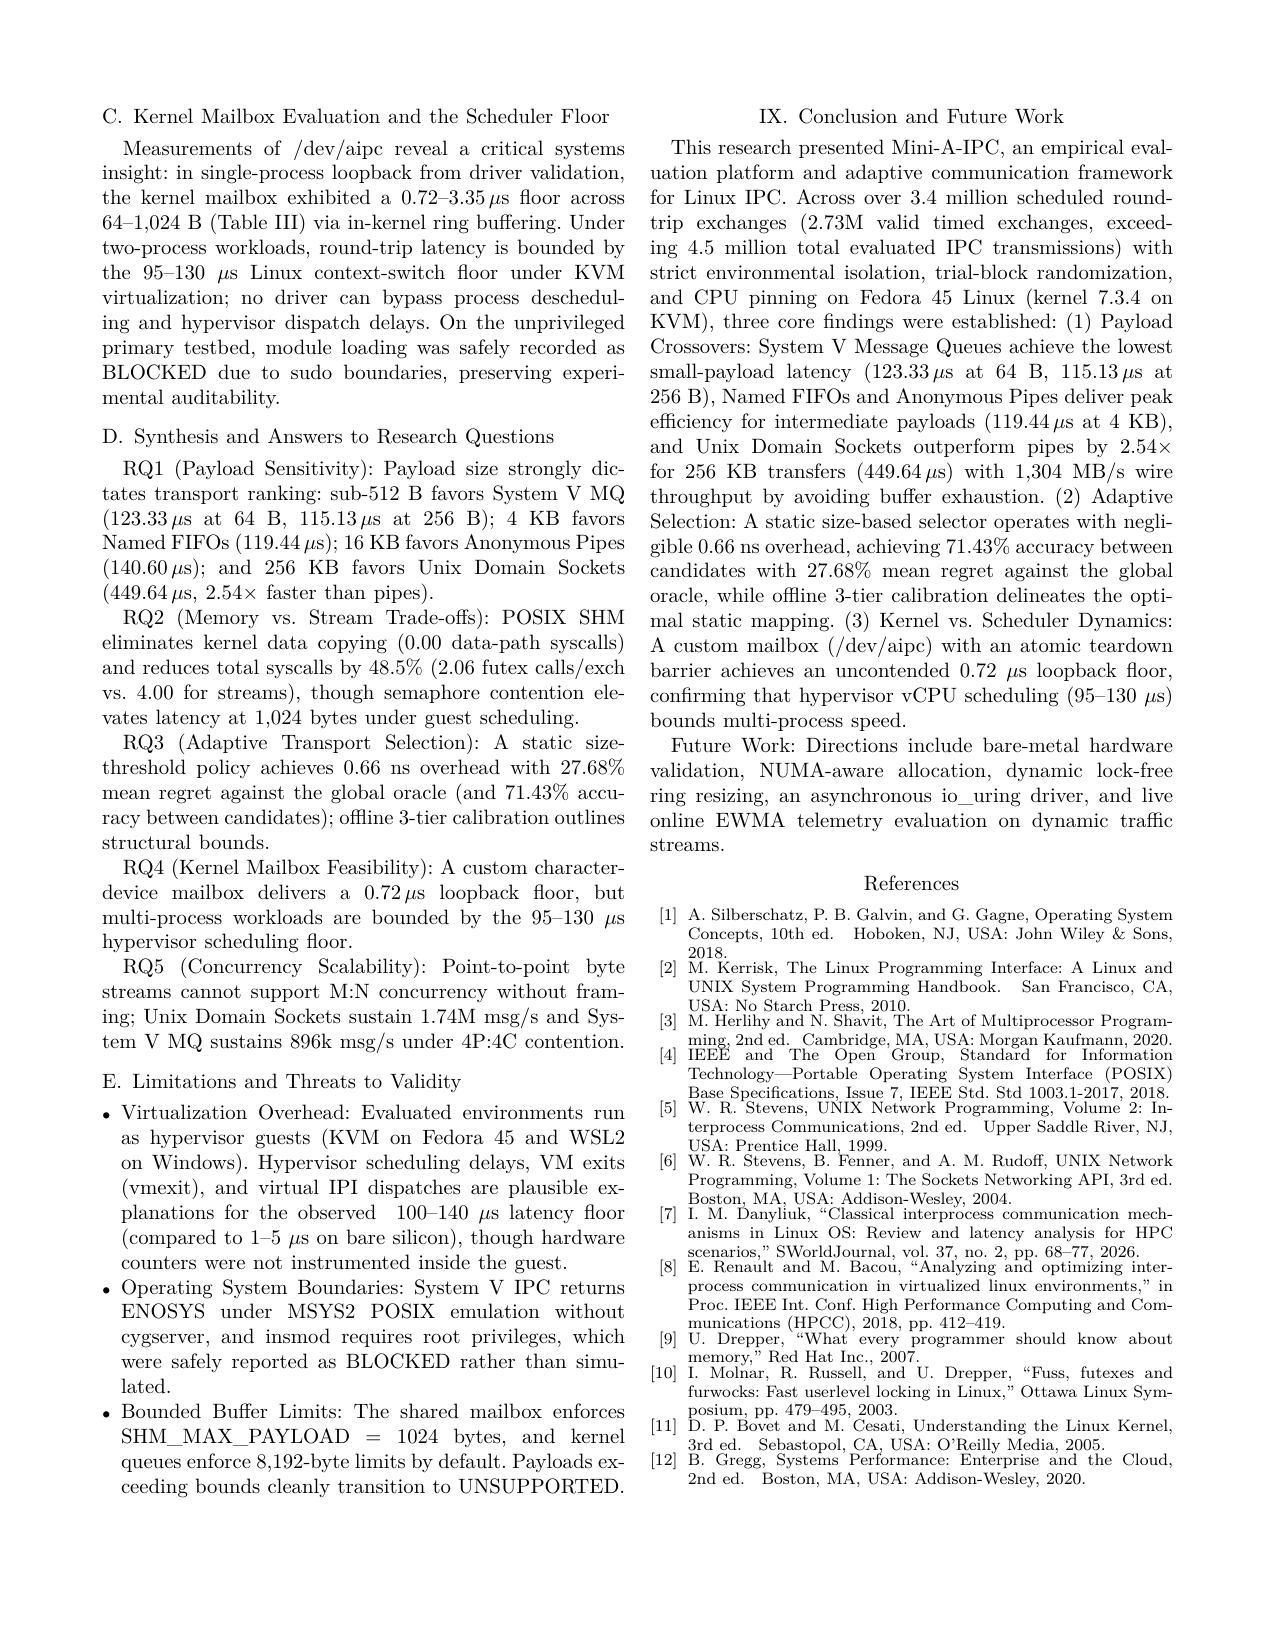 C. Kernel Mailbox Evaluation and the Scheduler Floor
Measurements of /dev/aipc reveal a critical systems
insight: in single-process loopback from driver validation,
the kernel mailbox exhibited a 0.72–3.35 μs floor across
64–1,024 B (Table III) via in-kernel ring buffering. Under
two-process workloads, round-trip latency is bounded by
the 95–130 μs Linux context-switch floor under KVM
virtualization; no driver can bypass process deschedul-
ing and hypervisor dispatch delays. On the unprivileged
primary testbed, module loading was safely recorded as
BLOCKED due to sudo boundaries, preserving experi-
mental auditability.
D. Synthesis and Answers to Research Questions
RQ1 (Payload Sensitivity): Payload size strongly dic-
tates transport ranking: sub-512 B favors System V MQ
(123.33 μs at 64 B, 115.13 μs at 256 B); 4 KB favors
Named FIFOs (119.44 μs); 16 KB favors Anonymous Pipes
(140.60 μs); and 256 KB favors Unix Domain Sockets
(449.64 μs, 2.54× faster than pipes).
RQ2 (Memory vs. Stream Trade-offs): POSIX SHM
eliminates kernel data copying (0.00 data-path syscalls)
and reduces total syscalls by 48.5% (2.06 futex calls/exch
vs. 4.00 for streams), though semaphore contention ele-
vates latency at 1,024 bytes under guest scheduling.
RQ3 (Adaptive Transport Selection): A static size-
threshold policy achieves 0.66 ns overhead with 27.68%
mean regret against the global oracle (and 71.43% accu-
racy between candidates); offline 3-tier calibration outlines
structural bounds.
RQ4 (Kernel Mailbox Feasibility): A custom character-
device mailbox delivers a 0.72 μs loopback floor, but
multi-process workloads are bounded by the 95–130 μs
hypervisor scheduling floor.
RQ5 (Concurrency Scalability): Point-to-point byte
streams cannot support M:N concurrency without fram-
ing; Unix Domain Sockets sustain 1.74M msg/s and Sys-
tem V MQ sustains 896k msg/s under 4P:4C contention.
E. Limitations and Threats to Validity
• Virtualization Overhead: Evaluated environments run
as hypervisor guests (KVM on Fedora 45 and WSL2
on Windows). Hypervisor scheduling delays, VM exits
(vmexit), and virtual IPI dispatches are plausible ex-
planations for the observed 100–140 μs latency floor
(compared to 1–5 μs on bare silicon), though hardware
counters were not instrumented inside the guest.
• Operating System Boundaries: System V IPC returns
ENOSYS under MSYS2 POSIX emulation without
cygserver, and insmod requires root privileges, which
were safely reported as BLOCKED rather than simu-
lated.
• Bounded Buffer Limits: The shared mailbox enforces
SHM_MAX_PAYLOAD = 1024 bytes, and kernel
queues enforce 8,192-byte limits by default. Payloads ex-
ceeding bounds cleanly transition to UNSUPPORTED.
IX. Conclusion and Future Work
This research presented Mini-A-IPC, an empirical eval-
uation platform and adaptive communication framework
for Linux IPC. Across over 3.4 million scheduled round-
trip exchanges (2.73M valid timed exchanges, exceed-
ing 4.5 million total evaluated IPC transmissions) with
strict environmental isolation, trial-block randomization,
and CPU pinning on Fedora 45 Linux (kernel 7.3.4 on
KVM), three core findings were established: (1) Payload
Crossovers: System V Message Queues achieve the lowest
small-payload latency (123.33 μs at 64 B, 115.13 μs at
256 B), Named FIFOs and Anonymous Pipes deliver peak
efficiency for intermediate payloads (119.44 μs at 4 KB),
and Unix Domain Sockets outperform pipes by 2.54×
for 256 KB transfers (449.64 μs) with 1,304 MB/s wire
throughput by avoiding buffer exhaustion. (2) Adaptive
Selection: A static size-based selector operates with negli-
gible 0.66 ns overhead, achieving 71.43% accuracy between
candidates with 27.68% mean regret against the global
oracle, while offline 3-tier calibration delineates the opti-
mal static mapping. (3) Kernel vs. Scheduler Dynamics:
A custom mailbox (/dev/aipc) with an atomic teardown
barrier achieves an uncontended 0.72 μs loopback floor,
confirming that hypervisor vCPU scheduling (95–130 μs)
bounds multi-process speed.
Future Work: Directions include bare-metal hardware
validation, NUMA-aware allocation, dynamic lock-free
ring resizing, an asynchronous io_uring driver, and live
online EWMA telemetry evaluation on dynamic traffic
streams.
References
[1] A. Silberschatz, P. B. Galvin, and G. Gagne, Operating System
Concepts, 10th ed. Hoboken, NJ, USA: John Wiley & Sons,
2018.
[2] M. Kerrisk, The Linux Programming Interface: A Linux and
UNIX System Programming Handbook. San Francisco, CA,
USA: No Starch Press, 2010.
[3] M. Herlihy and N. Shavit, The Art of Multiprocessor Program-
ming, 2nd ed. Cambridge, MA, USA: Morgan Kaufmann, 2020.
[4] IEEE and The Open Group, Standard for Information
Technology—Portable Operating System Interface (POSIX)
Base Specifications, Issue 7, IEEE Std. Std 1003.1-2017, 2018.
[5] W. R. Stevens, UNIX Network Programming, Volume 2: In-
terprocess Communications, 2nd ed. Upper Saddle River, NJ,
USA: Prentice Hall, 1999.
[6] W. R. Stevens, B. Fenner, and A. M. Rudoff, UNIX Network
Programming, Volume 1: The Sockets Networking API, 3rd ed.
Boston, MA, USA: Addison-Wesley, 2004.
[7] I. M. Danyliuk, “Classical interprocess communication mech-
anisms in Linux OS: Review and latency analysis for HPC
scenarios,” SWorldJournal, vol. 37, no. 2, pp. 68–77, 2026.
[8] E. Renault and M. Bacou, “Analyzing and optimizing inter-
process communication in virtualized linux environments,” in
Proc. IEEE Int. Conf. High Performance Computing and Com-
munications (HPCC), 2018, pp. 412–419.
[9] U. Drepper, “What every programmer should know about
memory,” Red Hat Inc., 2007.
[10] I. Molnar, R. Russell, and U. Drepper, “Fuss, futexes and
furwocks: Fast userlevel locking in Linux,” Ottawa Linux Sym-
posium, pp. 479–495, 2003.
[11] D. P. Bovet and M. Cesati, Understanding the Linux Kernel,
3rd ed. Sebastopol, CA, USA: O’Reilly Media, 2005.
[12] B. Gregg, Systems Performance: Enterprise and the Cloud,
2nd ed. Boston, MA, USA: Addison-Wesley, 2020.